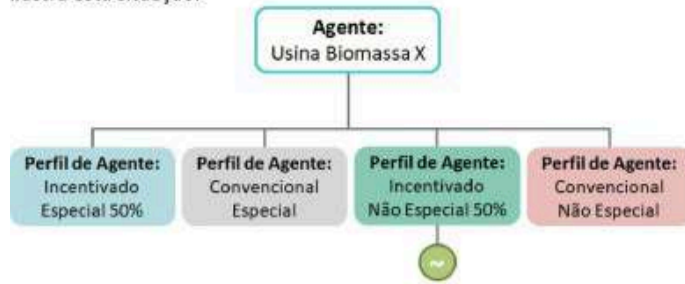 Agente:
Usina Biomassa X
Perfil de Agente:
Incentivado
Especial 50%
Perfil de Agente:
Convencional
Especial
Perfil de Agente:
Incentivado
Não Especial 50%
Perfil de Agente:
Convencional
Não Especial
~